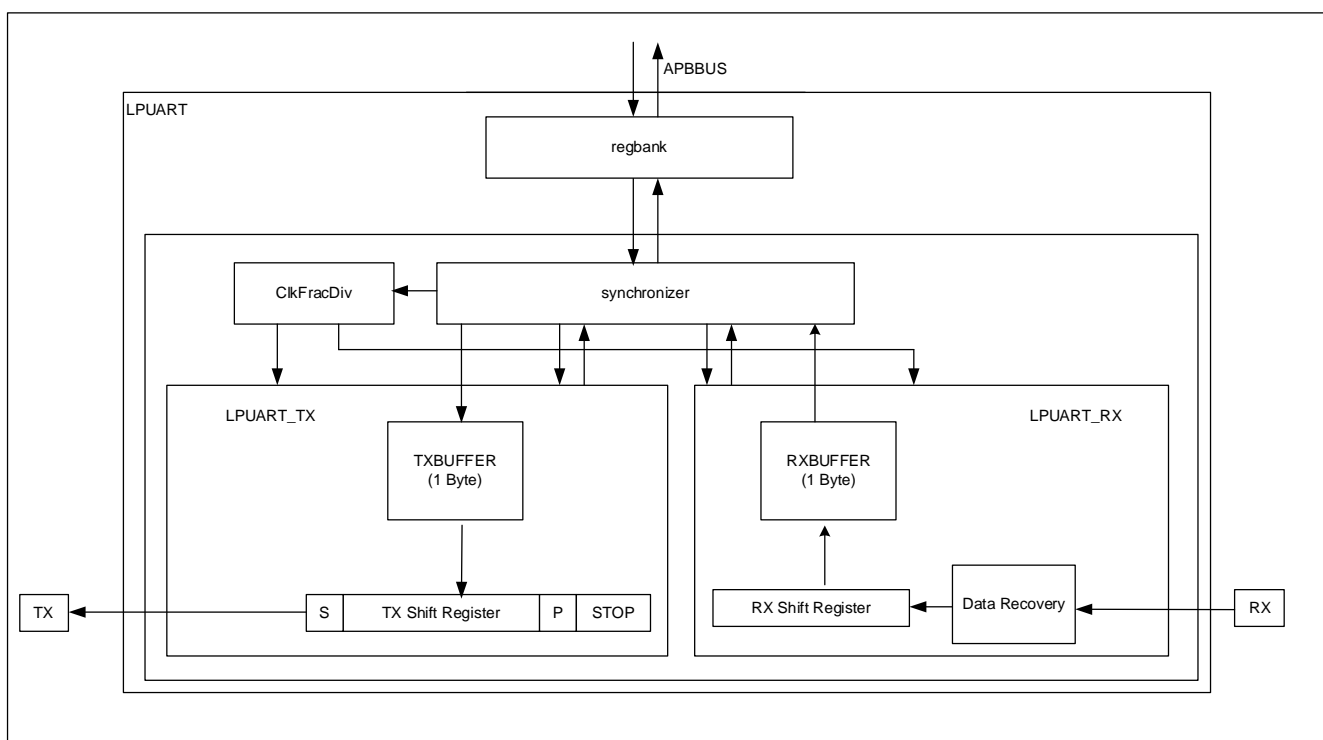 APBBUS
LPUART
regbank
ClkFracDiv
synchronizer
LPUART_TX
LPUART_RX
TXBUFFER
(1 Byte)
RXBUFFER
(1 Byte)
TX
S
TX Shift Register
P
STOP
RX Shift Register
Data Recovery
RX